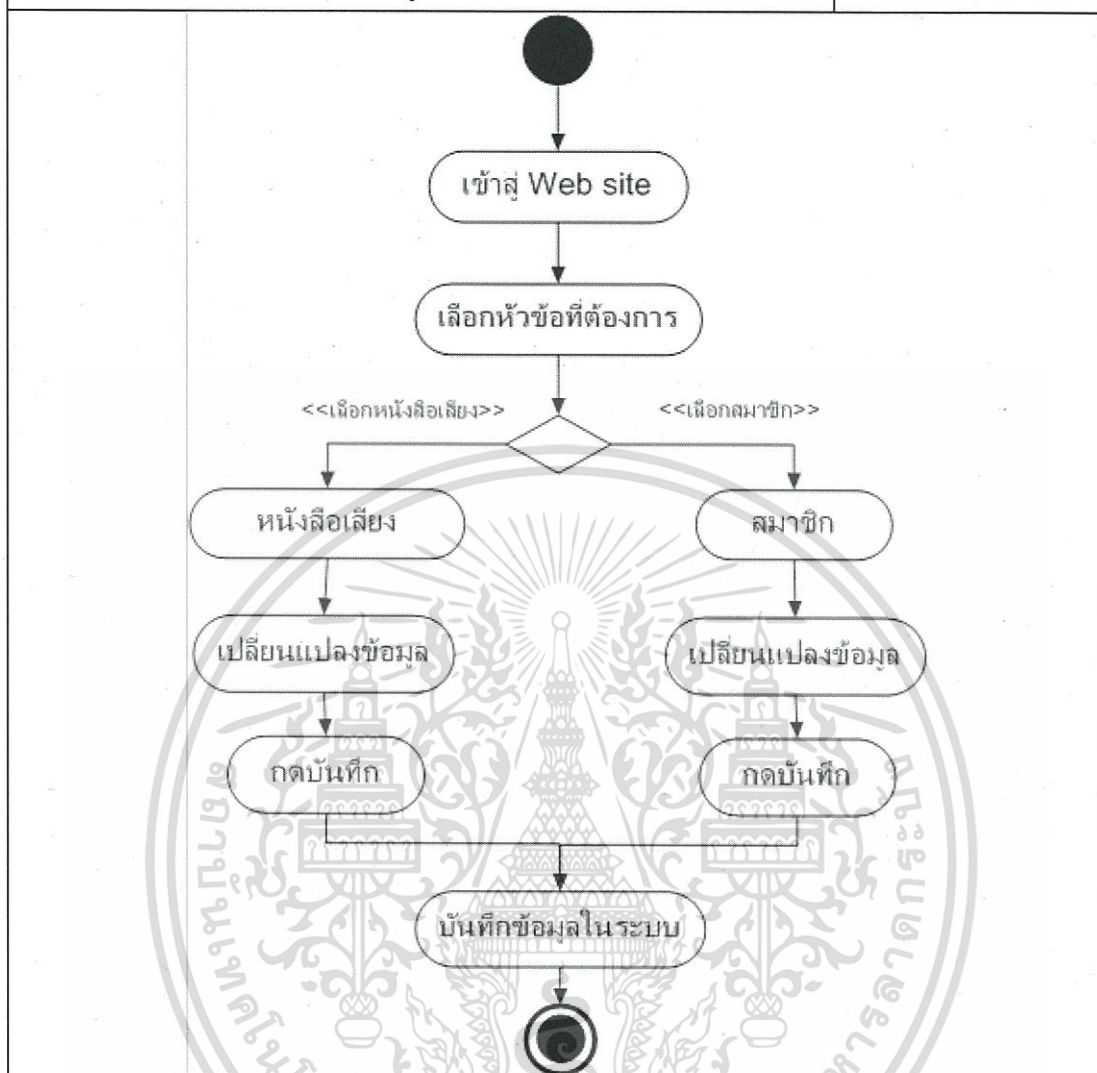 เข้าสู่ Web site
เลือกหัวข้อที่ต้องการ
<<เลือกหนังสือเสียง>> <<เลือกสมาชิก>>
หนังสือเสียง สมาชิก
เปลี่ยนแปลงข้อมูล เปลี่ยนแปลงข้อมูล
กดบันทึก กดบันทึก
บันทึกข้อมูลในระบบ